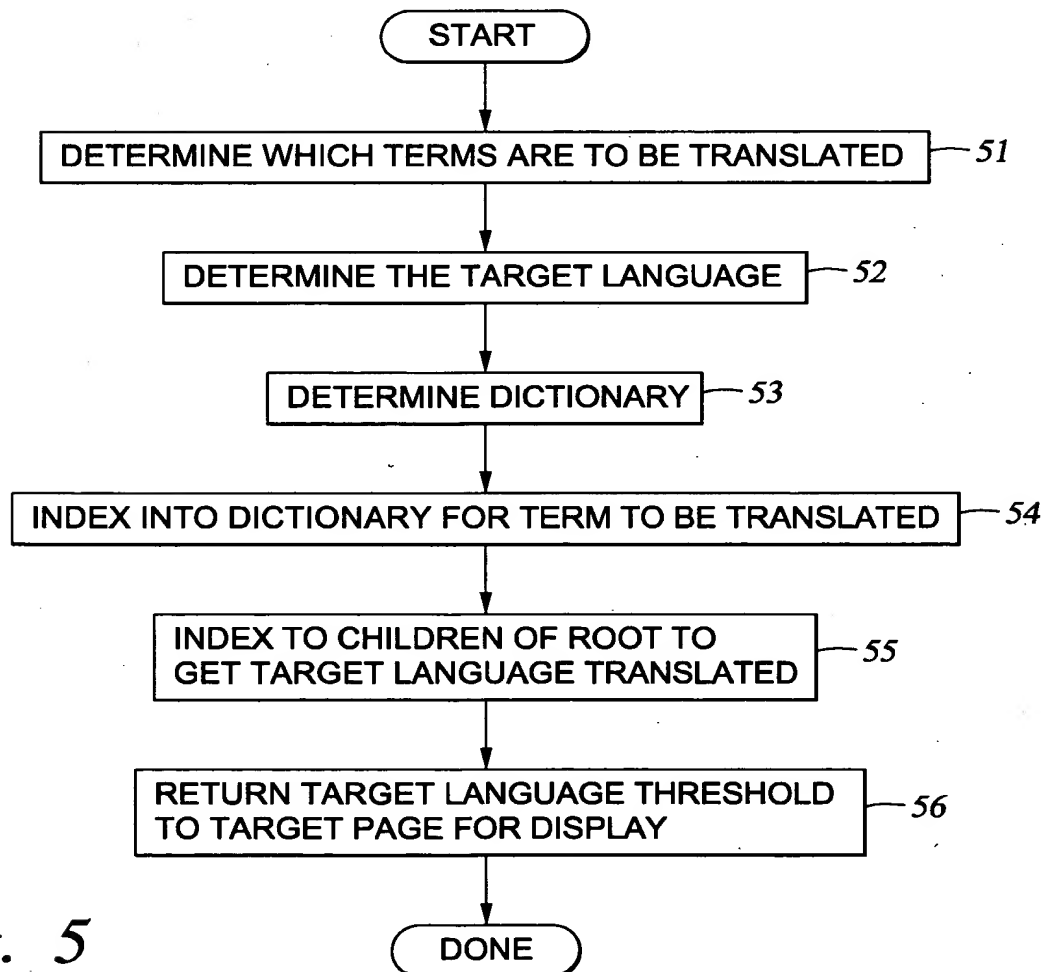 START
DETERMINE WHICH TERMS ARE TO BE TRANSLATED
51
DETERMINE THE TARGET LANGUAGE
52
DETERMINE DICTIONARY
53
INDEX INTO DICTIONARY FOR TERM TO BE TRANSLATED
54
INDEX TO CHILDREN OF ROOT TO
GET TARGET LANGUAGE TRANSLATED
55
RETURN TARGET LANGUAGE THRESHOLD
TO TARGET PAGE FOR DISPLAY
56
DONE
. 5